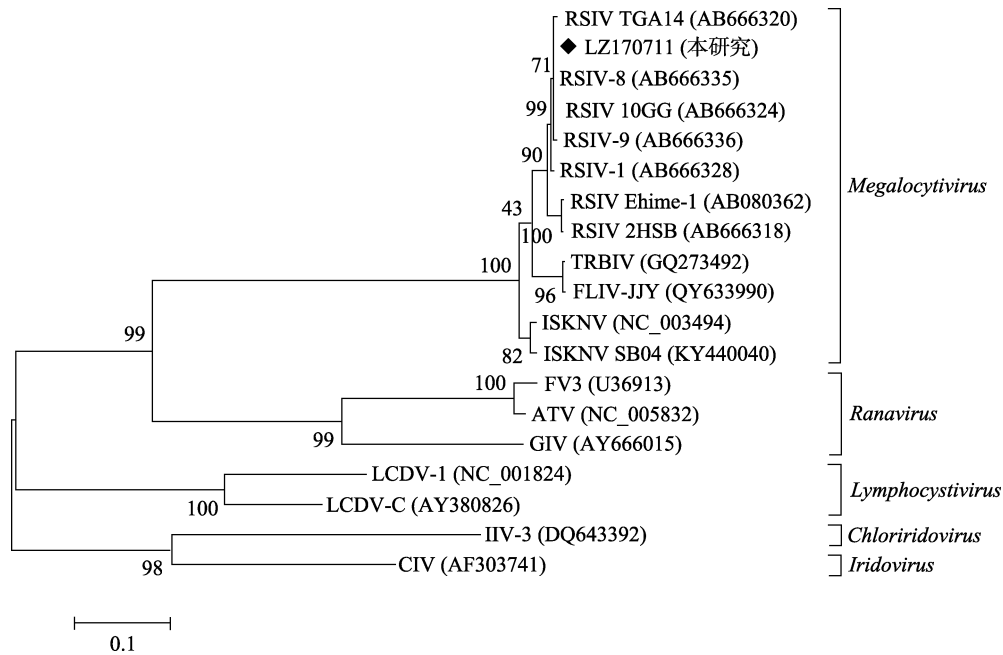 RSIV TGA14 (AB666320)
LZ170711 (本研究)
71
RSIV-8 (AB666335)
99
RSIV 10GG (AB666324)
RSIV-9 (AB666336)
90
RSIV-1 (AB666328)
Megalocytivirus
RSIV Ehime-1 (AB080362)
43
RSIV 2HSB (AB666318)
100
TRBIV (GQ273492)
100
FLIV-JJY (QY633990)
96
ISKNV (NC_003494)
99
ISKNV SB04 (KY440040)
82
FV3 (U36913)
100
ATV (NC_005832)
Ranavirus
99
GIV (AY666015)
LCDV-1 (NC_001824)
Lymphocystivirus
LCDV-C (AY380826)
100
IIV-3 (DQ643392)
Chloriridovirus
CIV (AF303741)
Iridovirus
98
0.1